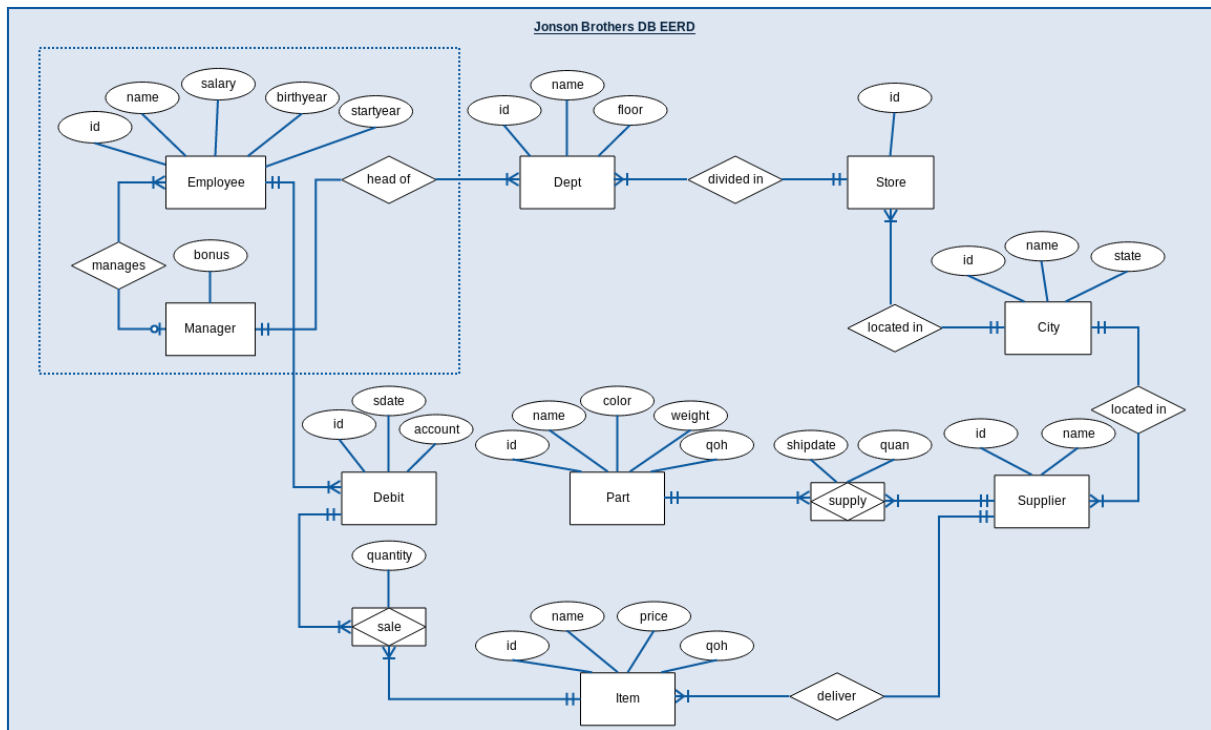 Jonson Brothers DB EERD
salary
name
birthyear
id
startyear
Employee
head of
manages
bonus
Manager
name
id
floor
Dept
divided in
id
Store
name
id
state
located in
City
located in
sdate
id
account
Debit
color
name
weight
id
qoh
Part
shipdate
quan
supply
id
name
Supplier
quantity
sale
name
price
id
qoh
Item
deliver